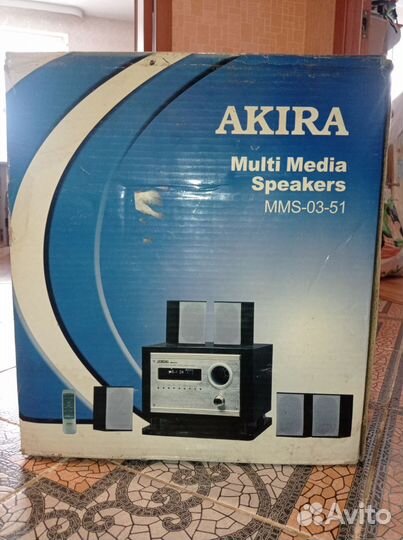 AKIRA
Multi Media
Speakers
MMS-03-51
Avito